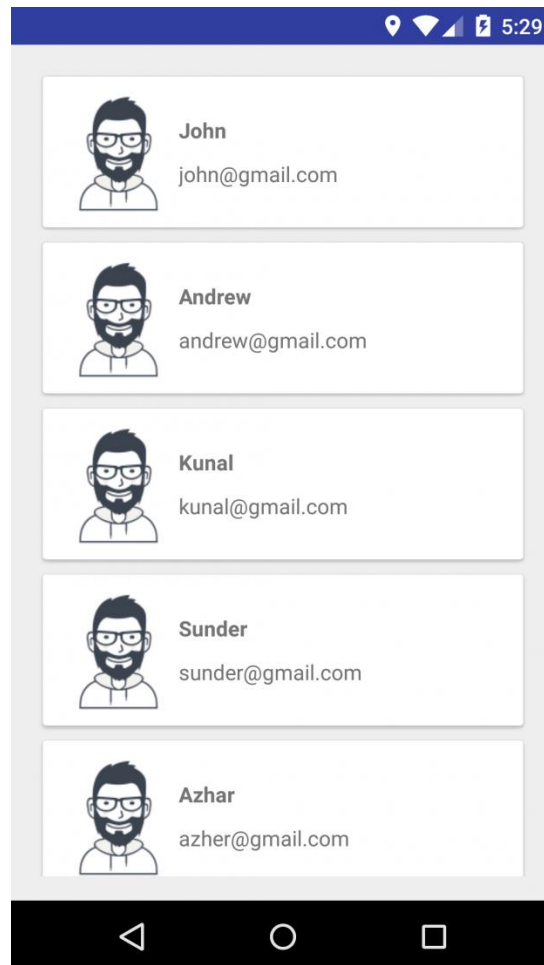 5:29
John
john@gmail.com
Andrew
andrew@gmail.com
Kunal
kunal@gmail.com
Sunder
sunder@gmail.com
Azhar
azher@gmail.com